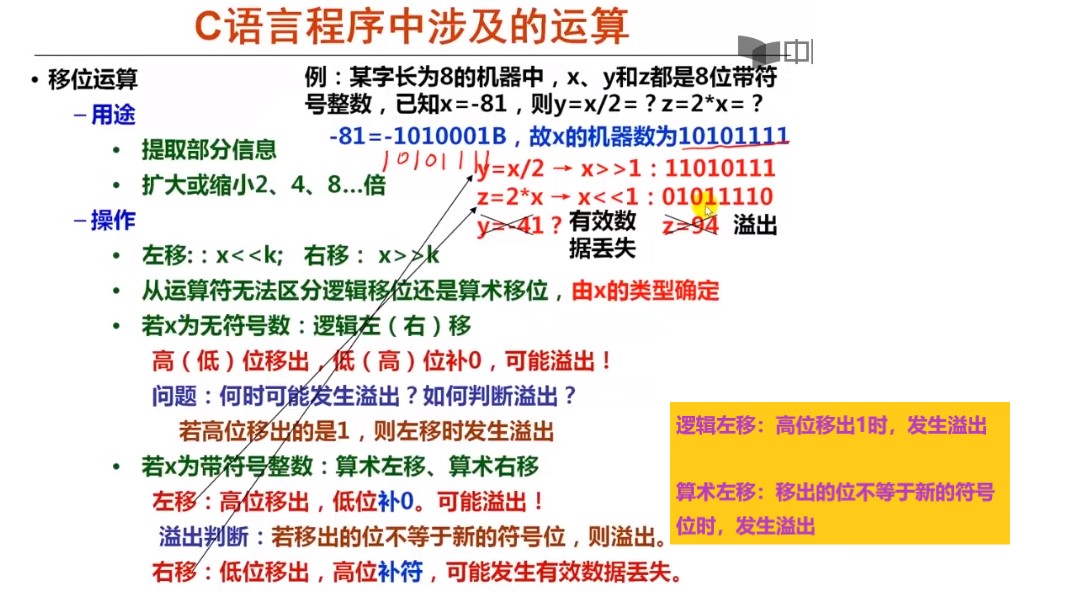 C语言程序中涉及的运算
中
• 移位运算
– 用途
• 提取部分信息
• 扩大或缩小2、4、8…倍
– 操作
• 左移:：x<<k; 右移： x>>k
• 从运算符无法区分逻辑移位还是算术移位，由x的类型确定
• 若x为无符号数：逻辑左（右）移
高（低）位移出，低（高）位补0，可能溢出！
问题：何时可能发生溢出？如何判断溢出？
若高位移出的是1，则左移时发生溢出
• 若x为带符号整数：算术左移、算术右移
左移：高位移出，低位补0。可能溢出！
溢出判断：若移出的位不等于新的符号位，则溢出。
右移：低位移出，高位补符，可能发生有效数据丢失。
例：某字长为8的机器中，x、y和z都是8位带符
号整数，已知x=-81，则y=x/2=？z=2*x=？
-81=-1010001B，故x的机器数为10101111
10101111
y=x/2 → x>>1：11010111
z=2*x → x<<1：01011110
y=-41？ 有效数 z=94 溢出
据丢失
逻辑左移：高位移出1时，发生溢出
算术左移：移出的位不等于新的符号
位时，发生溢出